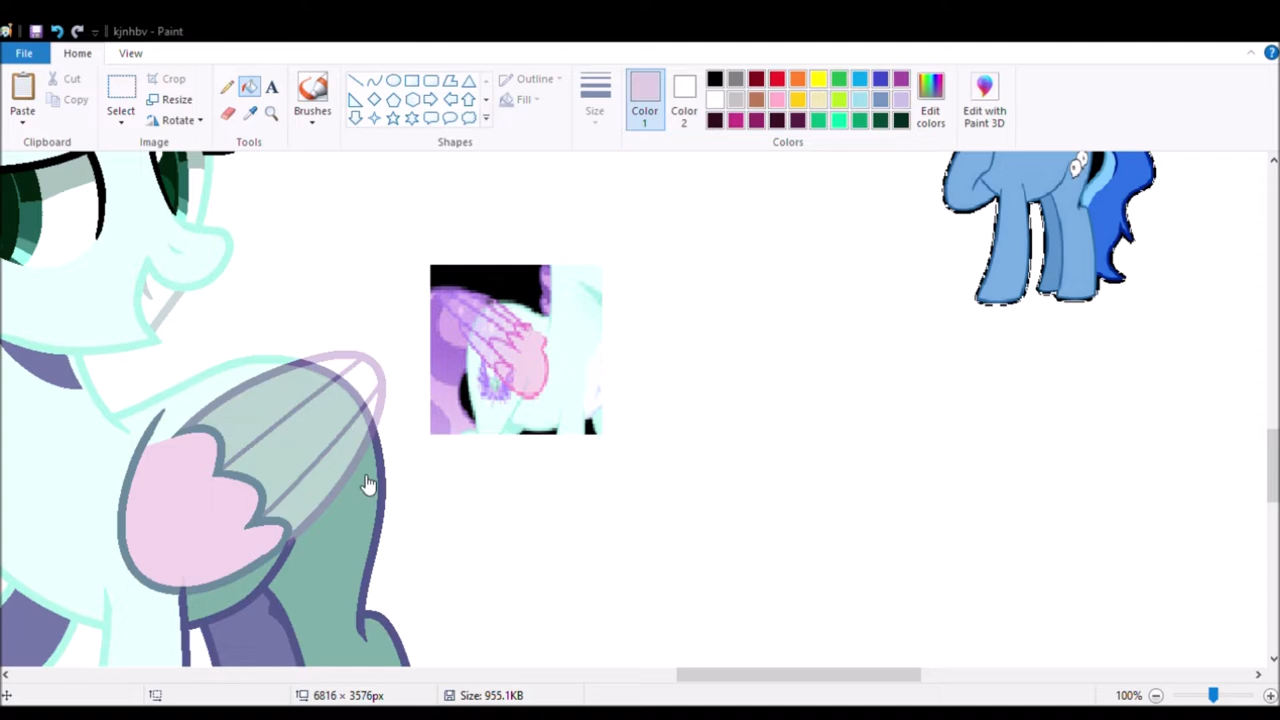 kjnhbv - Paint
File Home View
Paste Cut Copy Clipboard
Select Crop Resize Rotate Image
Tools
Brushes
Outline Fill Shapes
Size
Color 1
Color 2
Edit colors
Colors
Edit with Paint 3D
6816 × 3576px Size: 955.1KB 100%